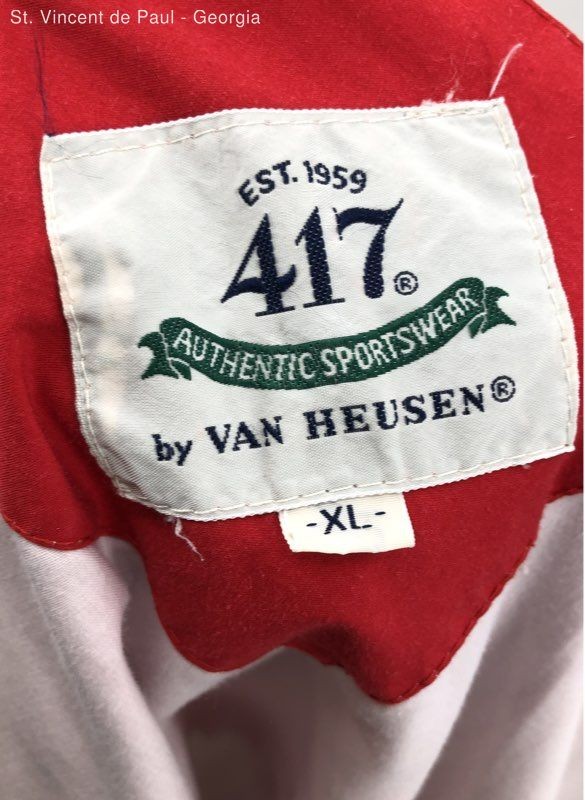 St. Vincent de Paul - Georgia
EST. 1959
417®
AUTHENTIC SPORTSWEAR
by VAN HEUSEN®
-XL-